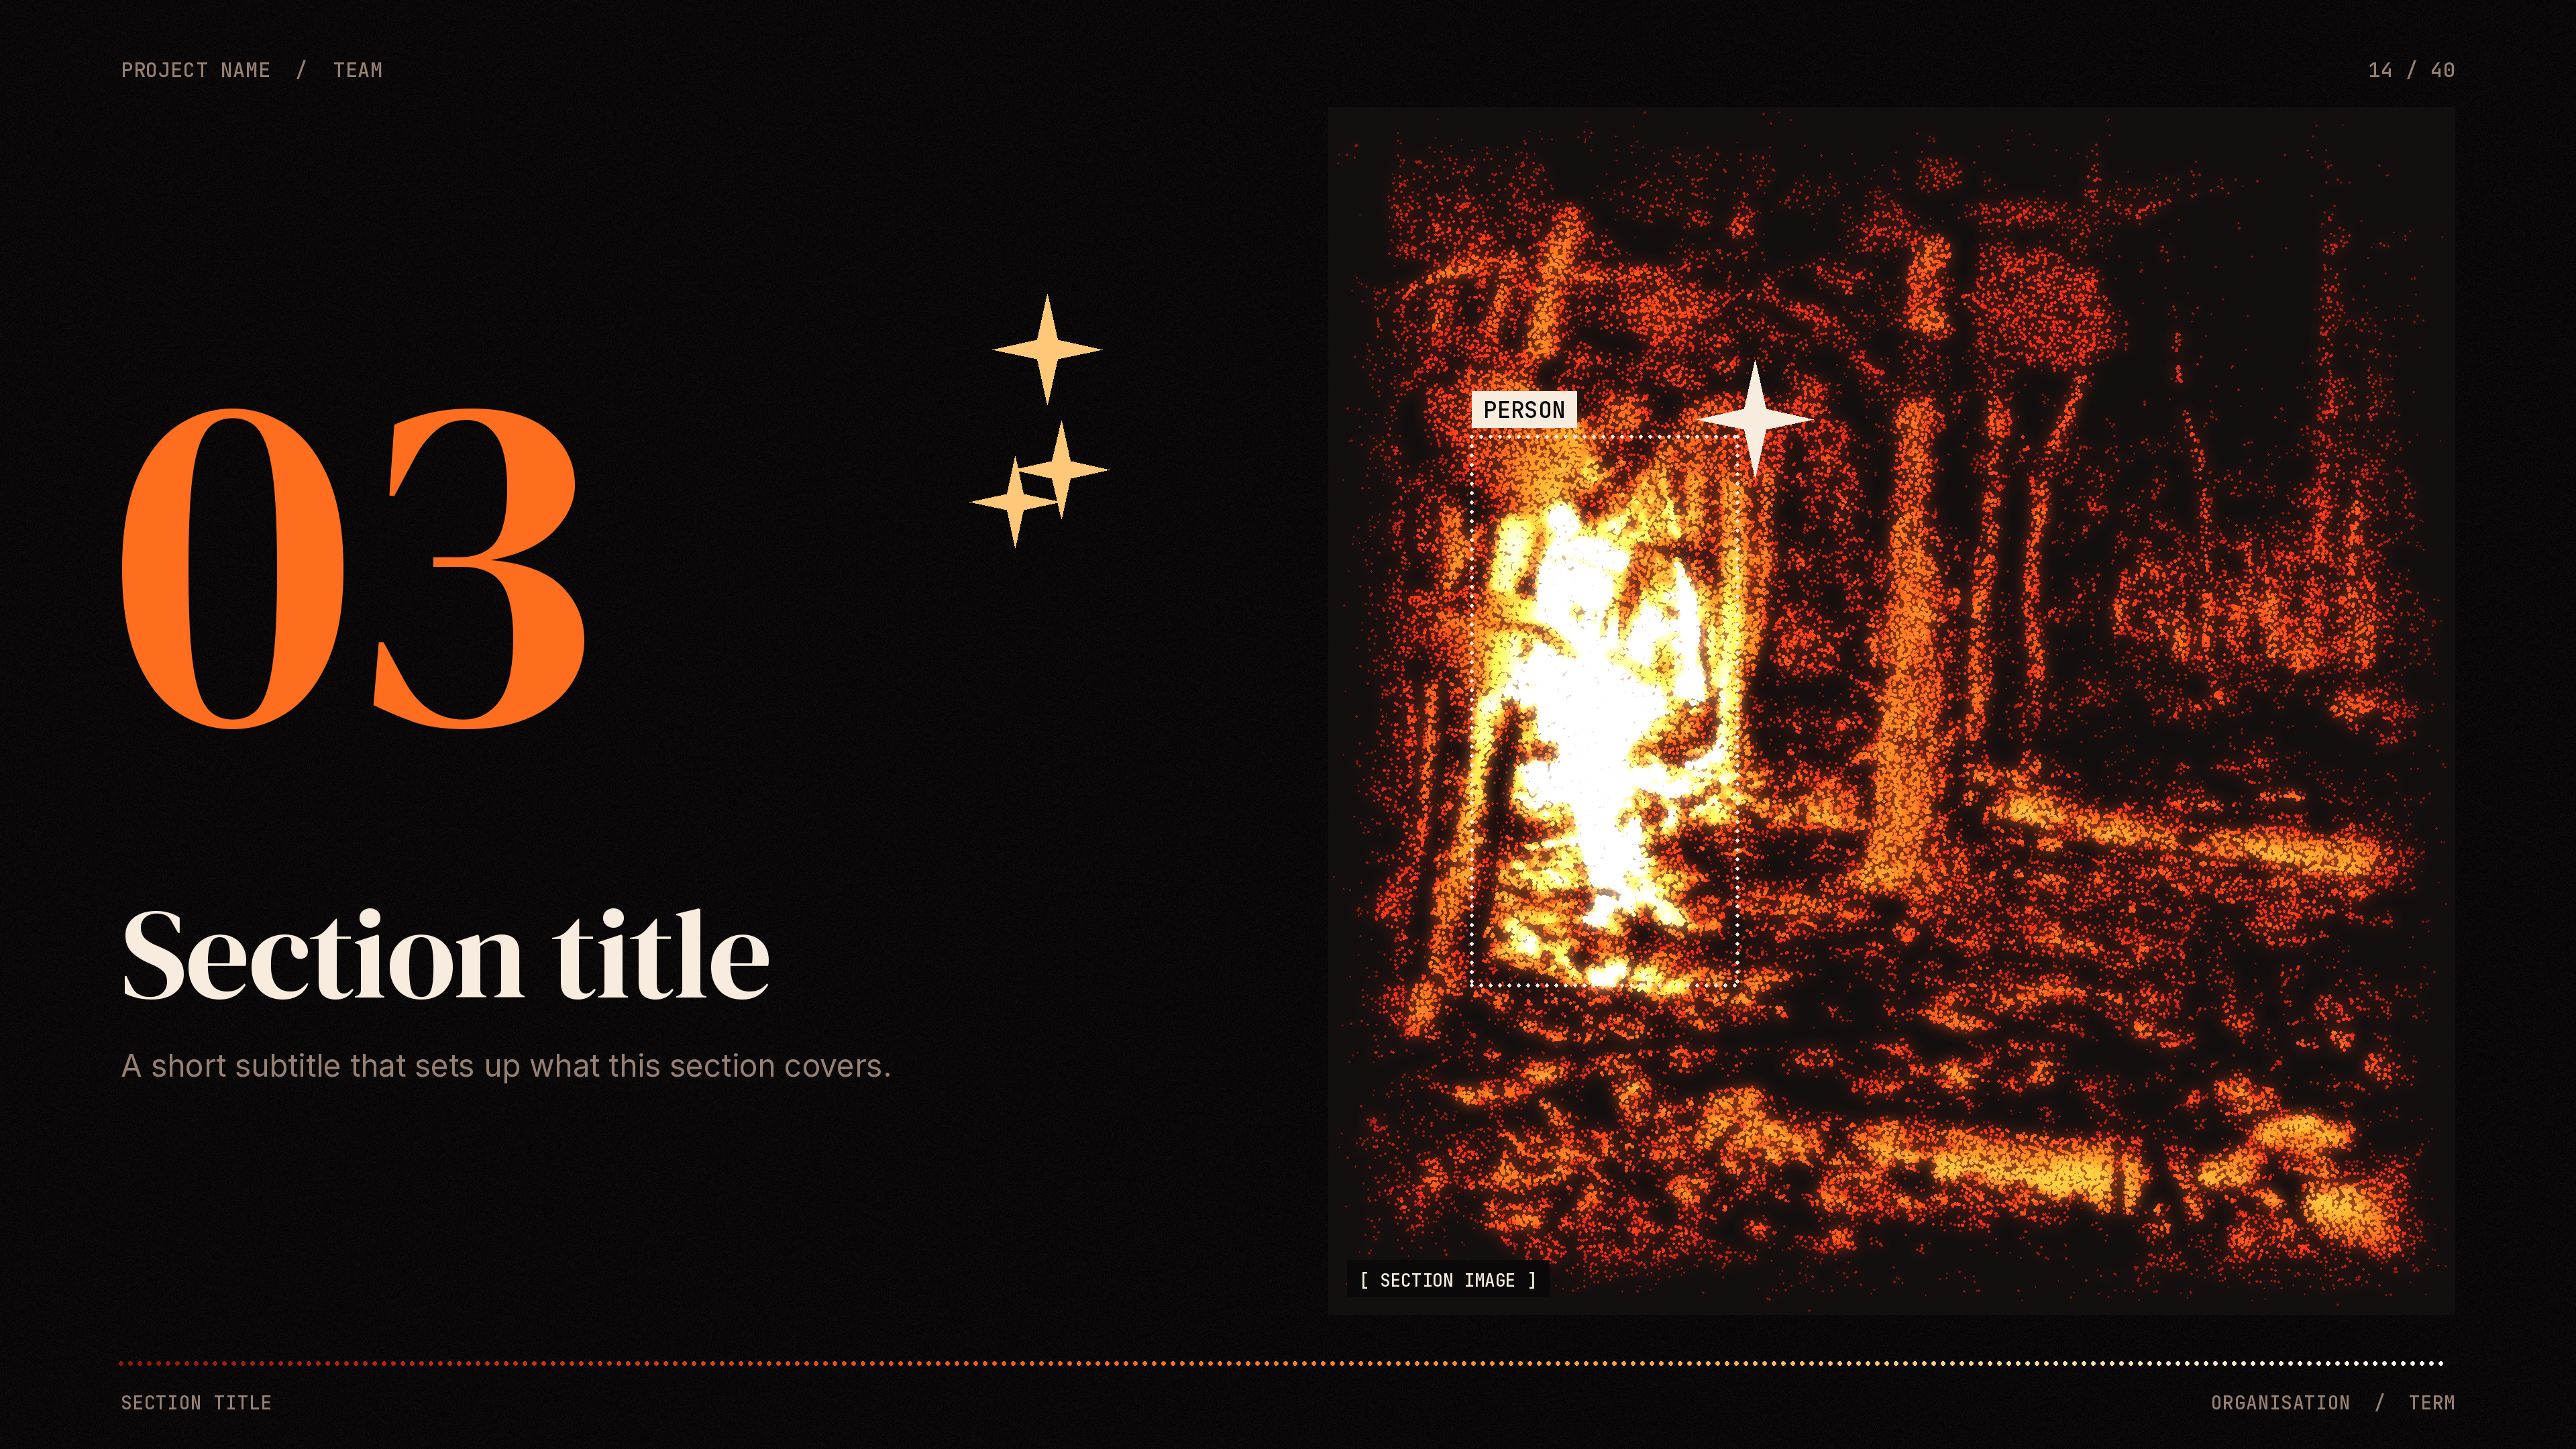 PROJECT NAME / TEAM
14 / 40
03
PERSON
Section title
A short subtitle that sets up what this section covers.
[ SECTION IMAGE ]
SECTION TITLE
ORGANISATION / TERM